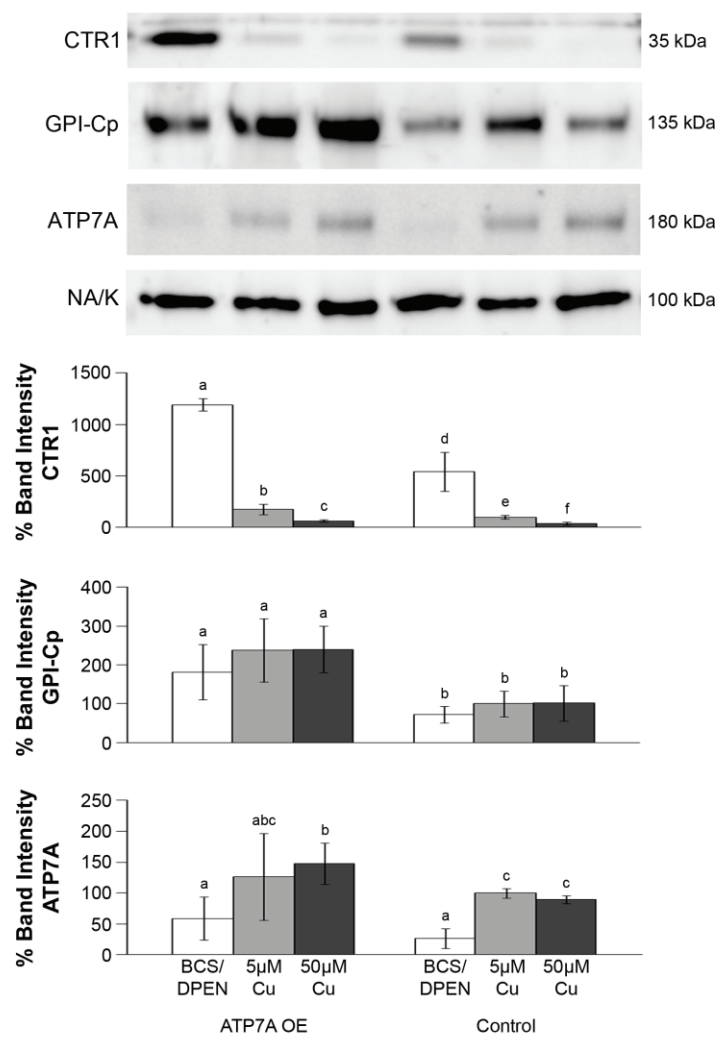 CTR1
35 kDa
GPI-Cp
135 kDa
ATP7A
180 kDa
NA/K
100 kDa
% Band Intensity
CTR1
1500
1000
500
0
a
b
c
d
e
f
% Band Intensity
GPI-Cp
400
300
200
100
0
a
a
a
b
b
b
% Band Intensity
ATP7A
250
200
150
100
50
0
a
abc
b
a
c
c
BCS/ 5µM 50µM BCS/ 5µM 50µM
DPEN Cu Cu DPEN Cu Cu
ATP7A OE Control